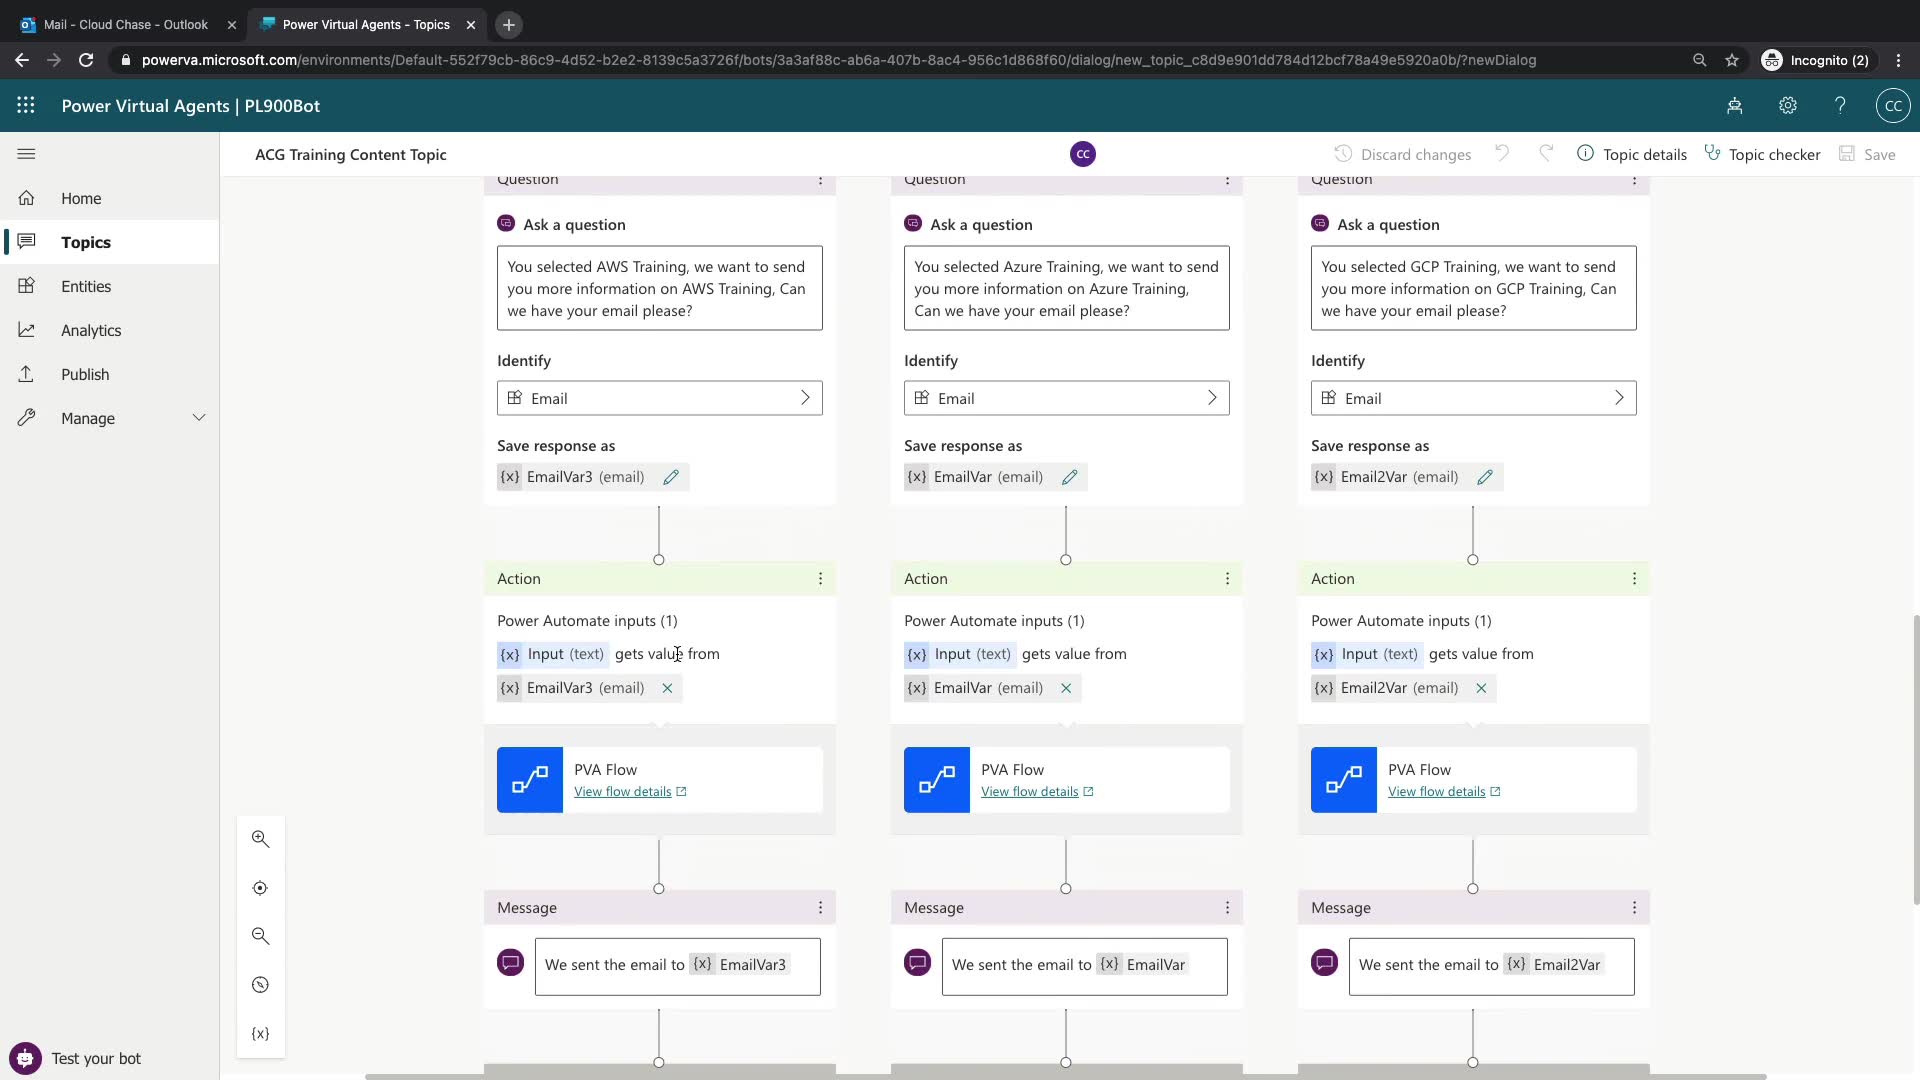 Mail - Cloud Chase - Outlook
Power Virtual Agents - Topics
powerva.microsoft.com/environments/Default-552f79cb-86c9-4d52-b2e2-8139c5a3726f/bots/3a3af88c-ab6a-407b-8ac4-956c1d868f60/dialog/new_topic_c8d9e901dd784d12bcf78a49e5920a0b/?newDialog
Incognito (2)
Power Virtual Agents | PL900Bot
CC
ACG Training Content Topic
CC
Discard changes
Topic details
Topic checker
Save
Home
Topics
Entities
Analytics
Publish
Manage
Test your bot
{x}
Question
Ask a question
You selected AWS Training, we want to send
you more information on AWS Training, Can
we have your email please?
Identify
Email
Save response as
{x} EmailVar3 (email)
Action
Power Automate inputs (1)
{x} Input (text) gets value from
{x} EmailVar3 (email)
PVA Flow
View flow details
Message
We sent the email to {x} EmailVar3
Question
Ask a question
You selected Azure Training, we want to send
you more information on Azure Training,
Can we have your email please?
Identify
Email
Save response as
{x} EmailVar (email)
Action
Power Automate inputs (1)
{x} Input (text) gets value from
{x} EmailVar (email)
PVA Flow
View flow details
Message
We sent the email to {x} EmailVar
Question
Ask a question
You selected GCP Training, we want to send
you more information on GCP Training, Can
we have your email please?
Identify
Email
Save response as
{x} Email2Var (email)
Action
Power Automate inputs (1)
{x} Input (text) gets value from
{x} Email2Var (email)
PVA Flow
View flow details
Message
We sent the email to {x} Email2Var